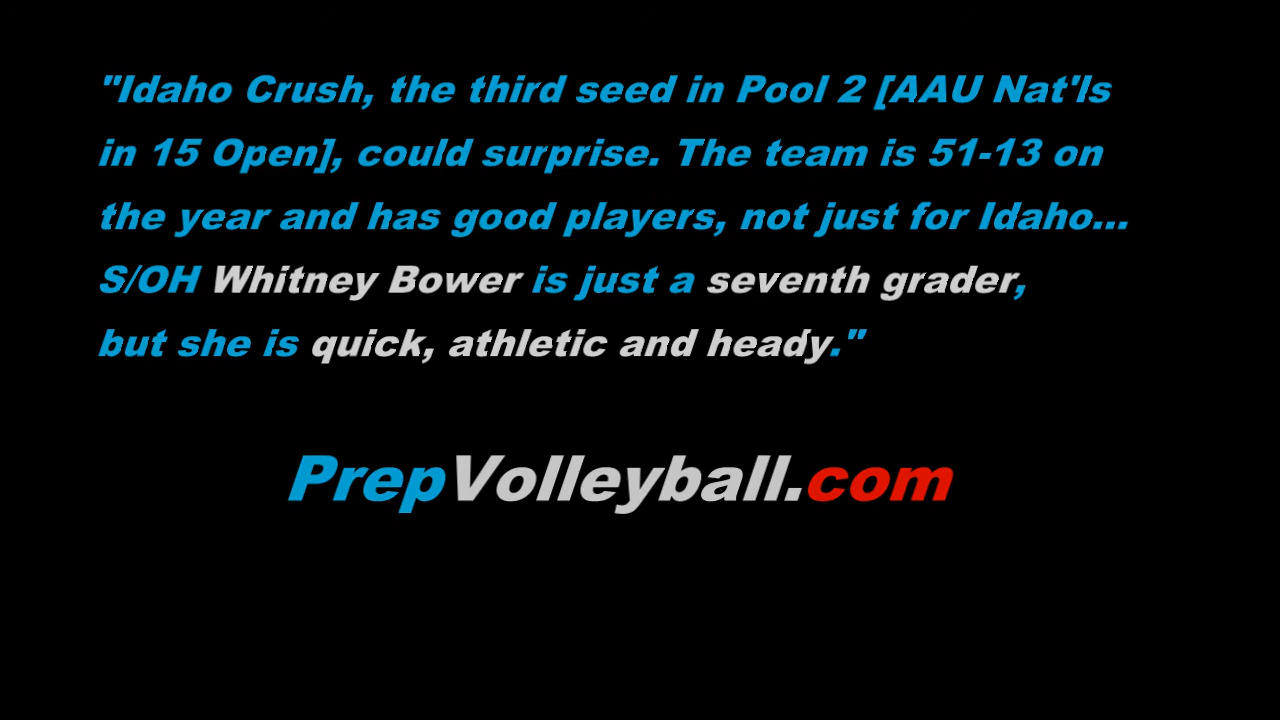 "Idaho Crush, the third seed in Pool 2 [AAU Nat'ls
in 15 Open], could surprise. The team is 51-13 on
the year and has good players, not just for Idaho...
S/OH Whitney Bower is just a seventh grader,
but she is quick, athletic and heady."
PrepVolleyball.com